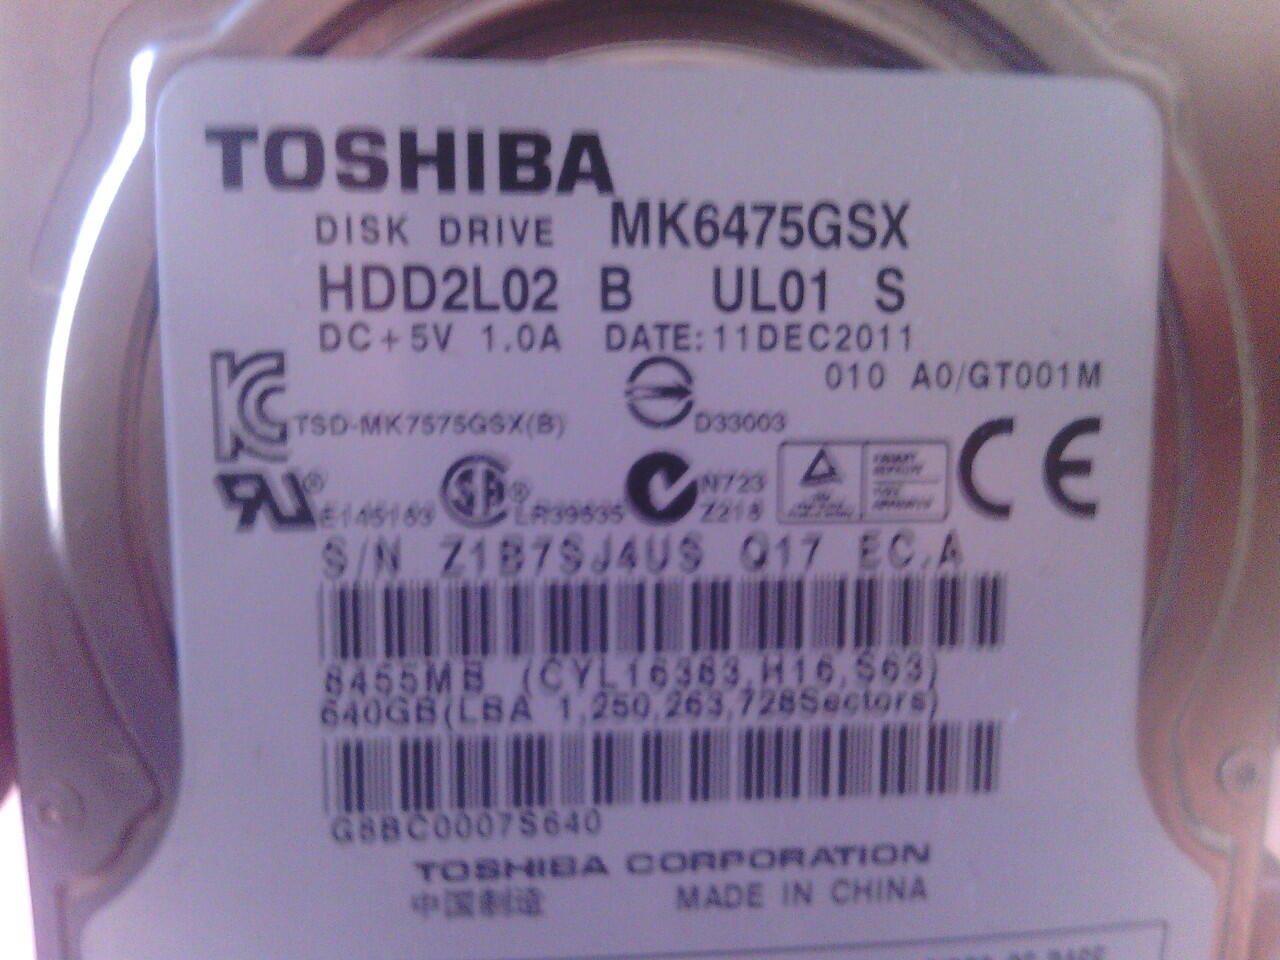 TOSHIBA
DISK DRIVE MK6475GSX
HDD2L02 B UL01 S
DC+5V 1.0A DATE:11DEC2011
010 A0/GT001M
TSD-MK7575GSX(B) D33003
E145183 LR39535 N723
Z218
CE
S/N Z1B7SJ4US Q17 EC.A
8455MB (CYL16383,H16,S63)
640GB(LBA 1,250,263,728Sectors)
G8BC0007S640
TOSHIBA CORPORATION
中国制造 MADE IN CHINA